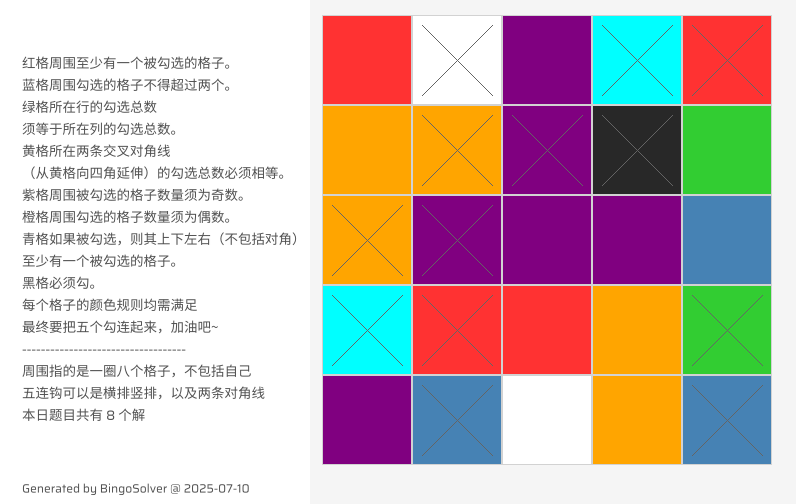 红格周围至少有一个被勾选的格子。
蓝格周围勾选的格子不得超过两个。
绿格所在行的勾选总数
须等于所在列的勾选总数。
黄格所在两条交叉对角线
（从黄格向四角延伸）的勾选总数必须相等。
紫格周围被勾选的格子数量须为奇数。
橙格周围勾选的格子数量须为偶数。
青格如果被勾选，则其上下左右（不包括对角）
至少有一个被勾选的格子。
黑格必须勾。
每个格子的颜色规则均需满足
最终要把五个勾连起来，加油吧~
-----------------------------------
周围指的是一圈八个格子，不包括自己
五连钩可以是横排竖排，以及两条对角线
本日题目共有 8 个解
Generated by BingoSolver @ 2025-07-10